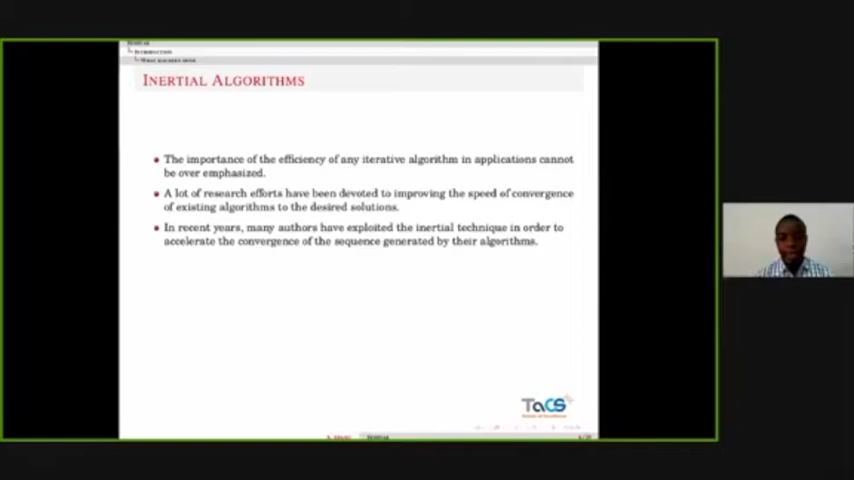 SEMINAR
INTRODUCTION
INERTIAL ALGORITHMS
The importance of the efficiency of any iterative algorithm in applications cannot
be over emphasized.
A lot of research efforts have been devoted to improving the speed of convergence
of existing algorithms to the desired solutions.
In recent years, many authors have exploited the inertial technique in order to
accelerate the convergence of the sequence generated by their algorithms.
TaCS
SEMINAR